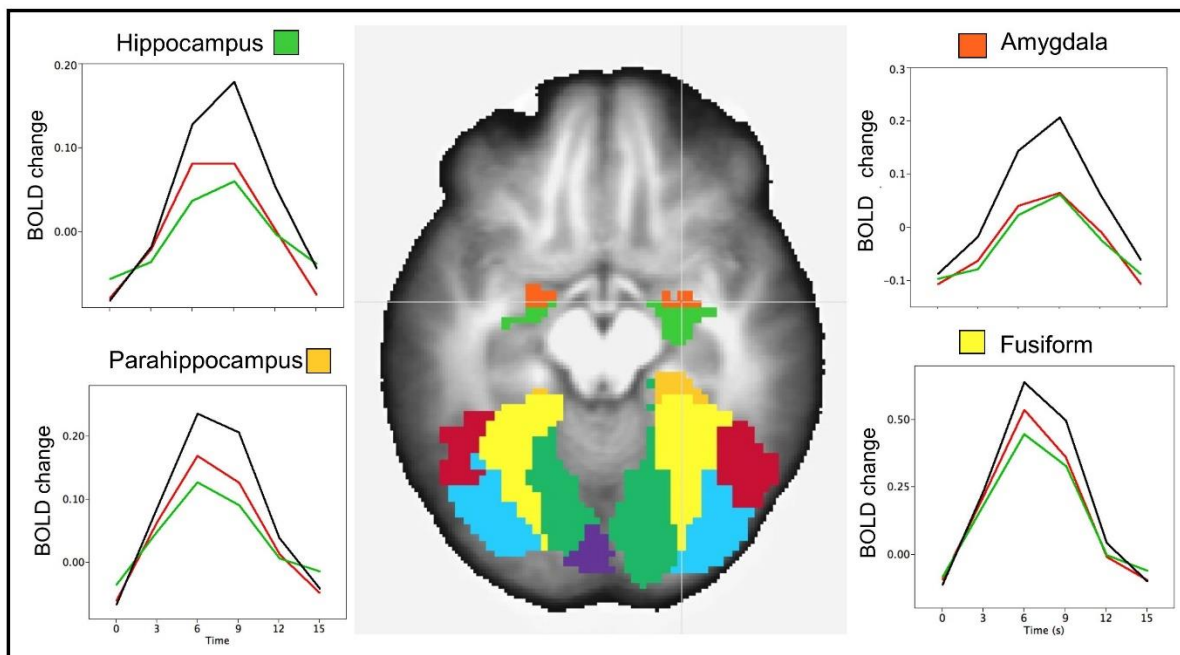 Hippocampus
BOLD change
0.20
0.10
0.00
Parahippocampus
BOLD change
0.20
0.10
0.00
0 3 6 9 12 15
Time
Amygdala
BOLD change
0.3
0.2
0.1
0
-0.1
Fusiform
BOLD change
0.50
0.25
0.00
0 3 6 9 12 15
Time (s)